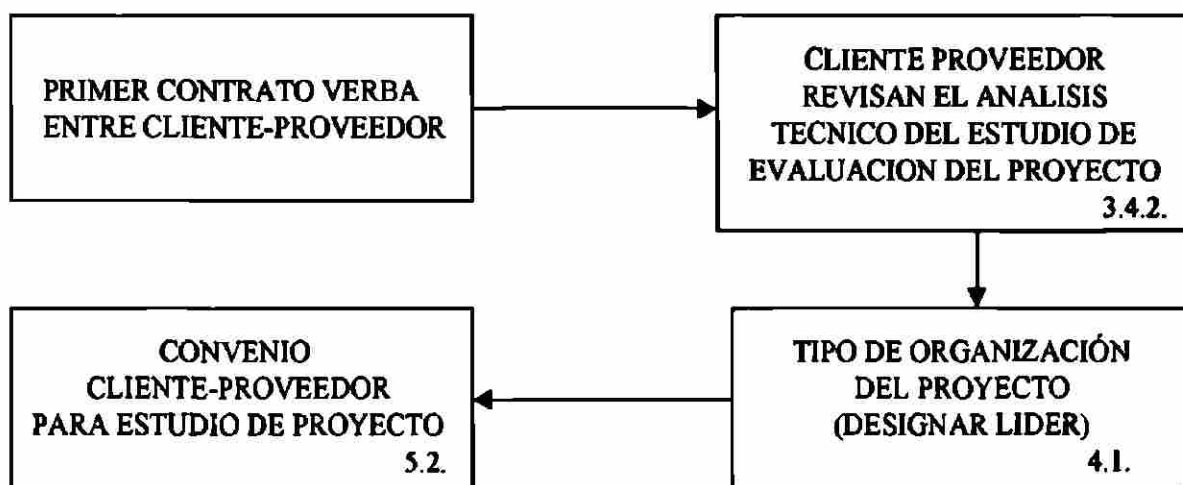 PRIMER CONTRATO VERBA
ENTRE CLIENTE-PROVEEDOR
CLIENTE PROVEEDOR
REVISAN EL ANALISIS
TECNICO DEL ESTUDIO DE
EVALUACION DEL PROYECTO
3.4.2.
TIPO DE ORGANIZACIÓN
DEL PROYECTO
(DESIGNAR LIDER)
4.1.
CONVENIO
CLIENTE-PROVEEDOR
PARA ESTUDIO DE PROYECTO
5.2.